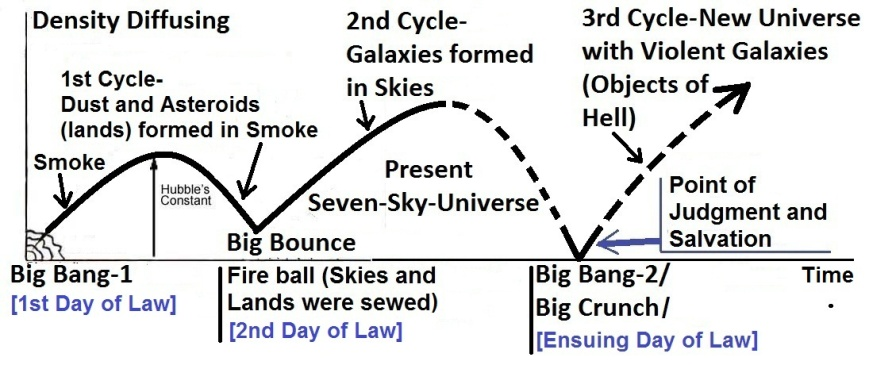 Density Diffusing
1st Cycle-
Dust and Asteroids
(lands) formed in Smoke
Smoke
Hubble's
Constant
2nd Cycle-
Galaxies formed
in Skies
Present
Seven-Sky-Universe
3rd Cycle-New Universe
with Violent Galaxies
(Objects of
Hell)
Point of
Judgment and
Salvation
Big Bounce
Big Bang-1
[1st Day of Law]
Fire ball (Skies and
Lands were sewed)
[2nd Day of Law]
Big Bang-2/
Big Crunch/
[Ensuing Day of Law]
Time